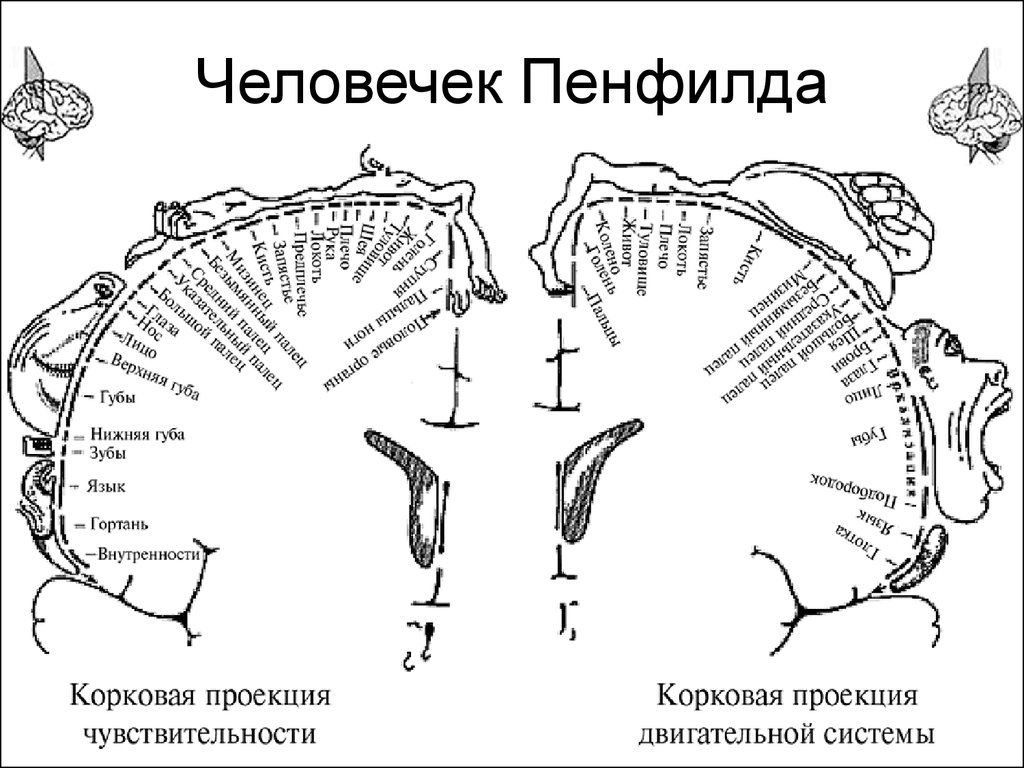 Человечек Пенфилда
Половые органы
Пальцы ноги
Ступня
Голень
Живот
Туловище
Шея
Плечо
Рука
Локоть
Предплечье
Запястье
Кисть
Мизинец
Безымянный палец
Средний палец
Указательный палец
Большой палец
Глаза
Нос
Лицо
Верхняя губа
Губы
Нижняя губа
Зубы
Язык
Гортань
Внутренности
Пальцы
Голень
Колено
Живот
Туловище
Плечо
Локоть
Запястье
Кисть
Мизинец
Безымянный палец
Средний палец
Указательный палец
Большой палец
Шея
Брови
Глаза
Лицо
Вокализация
Губы
Подбородок
Язык
Глотка
Корковая проекция
чувствительности
Корковая проекция
двигательной системы